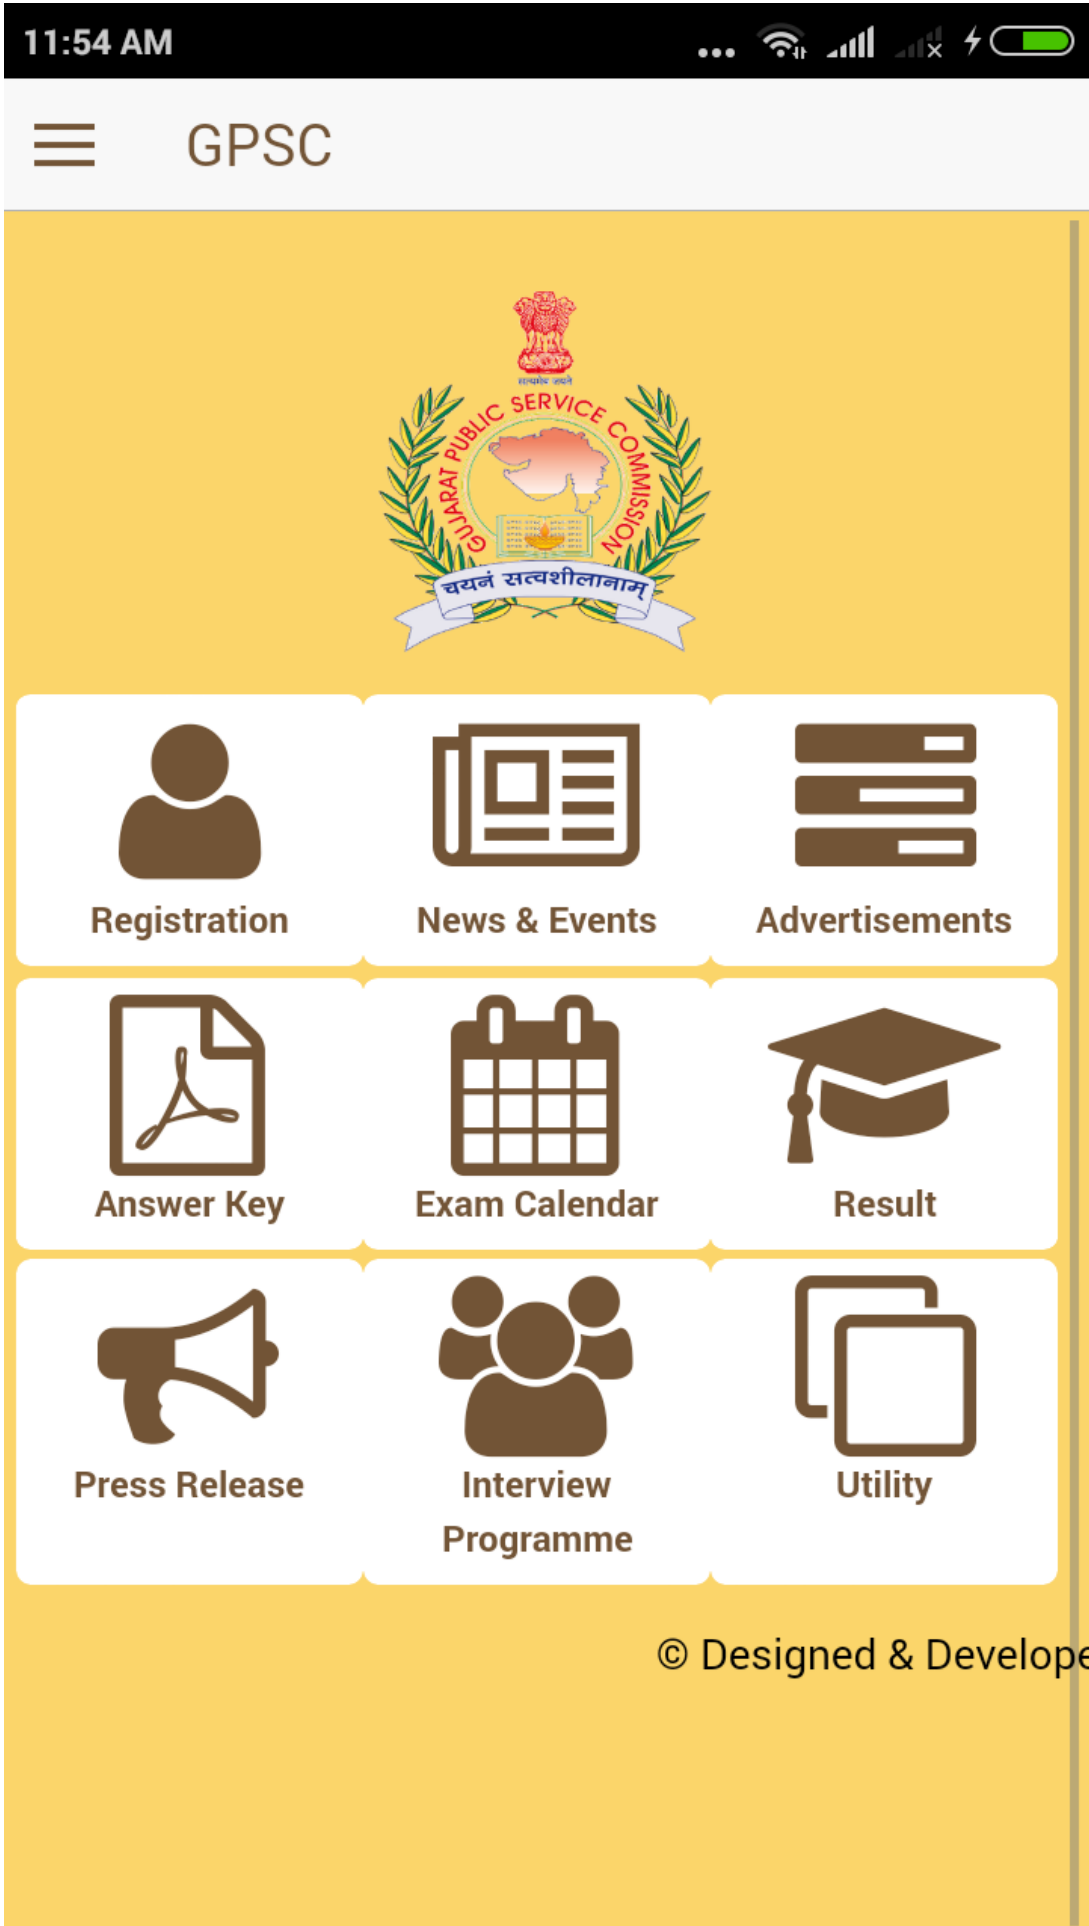 11:54 AM
GPSC
सत्यमेव जयते
GUJARAT PUBLIC SERVICE COMMISSION
चयनं सत्वशीलानाम्
Registration
News & Events
Advertisements
Answer Key
Exam Calendar
Result
Press Release
Interview
Programme
Utility
© Designed & Develope